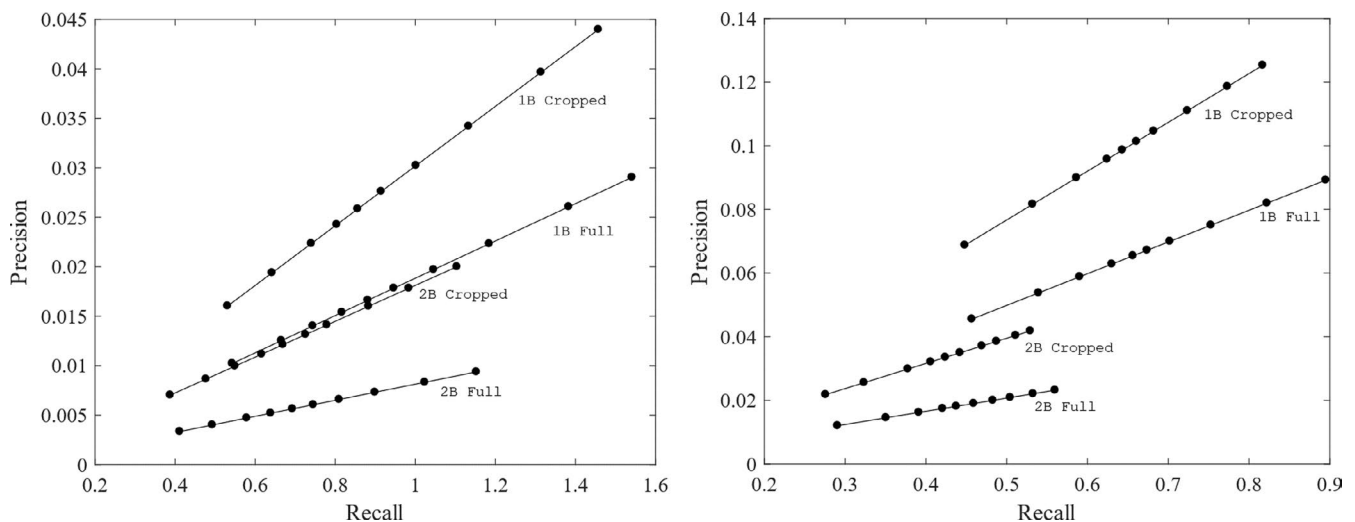 0.045
0.04
0.035
0.03
0.025
0.02
0.015
0.01
0.005
0
Precision
1B Cropped
1B Full
2B Cropped
2B Full
0.2 0.4 0.6 0.8 1 1.2 1.4 1.6
Recall
0.14
0.12
0.1
0.08
0.06
0.04
0.02
0
Precision
1B Cropped
1B Full
2B Cropped
2B Full
0.2 0.3 0.4 0.5 0.6 0.7 0.8 0.9
Recall